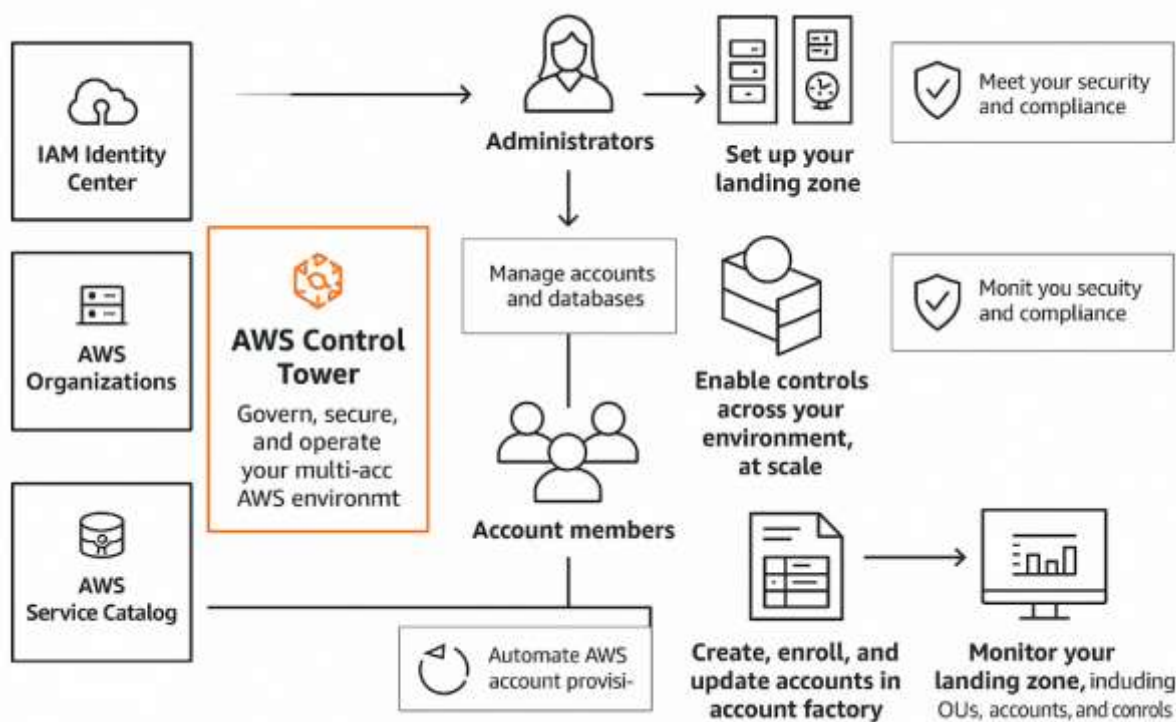 IAM Identity
Center
Administrators
Set up your
landing zone
Meet your security
and compliance
AWS
Organizations
AWS Control
Tower
Govern, secure,
and operate
your multi-acc
AWS environmt
Manage accounts
and databases
Enable controls
across your
environment,
at scale
Monit you secuity
and compliance
AWS
Service Catalog
Account members
Automate AWS
account provisi-
Create, enroll, and
update accounts in
account factory
Monitor your
landing zone, including
OUs, accounts, and conrols